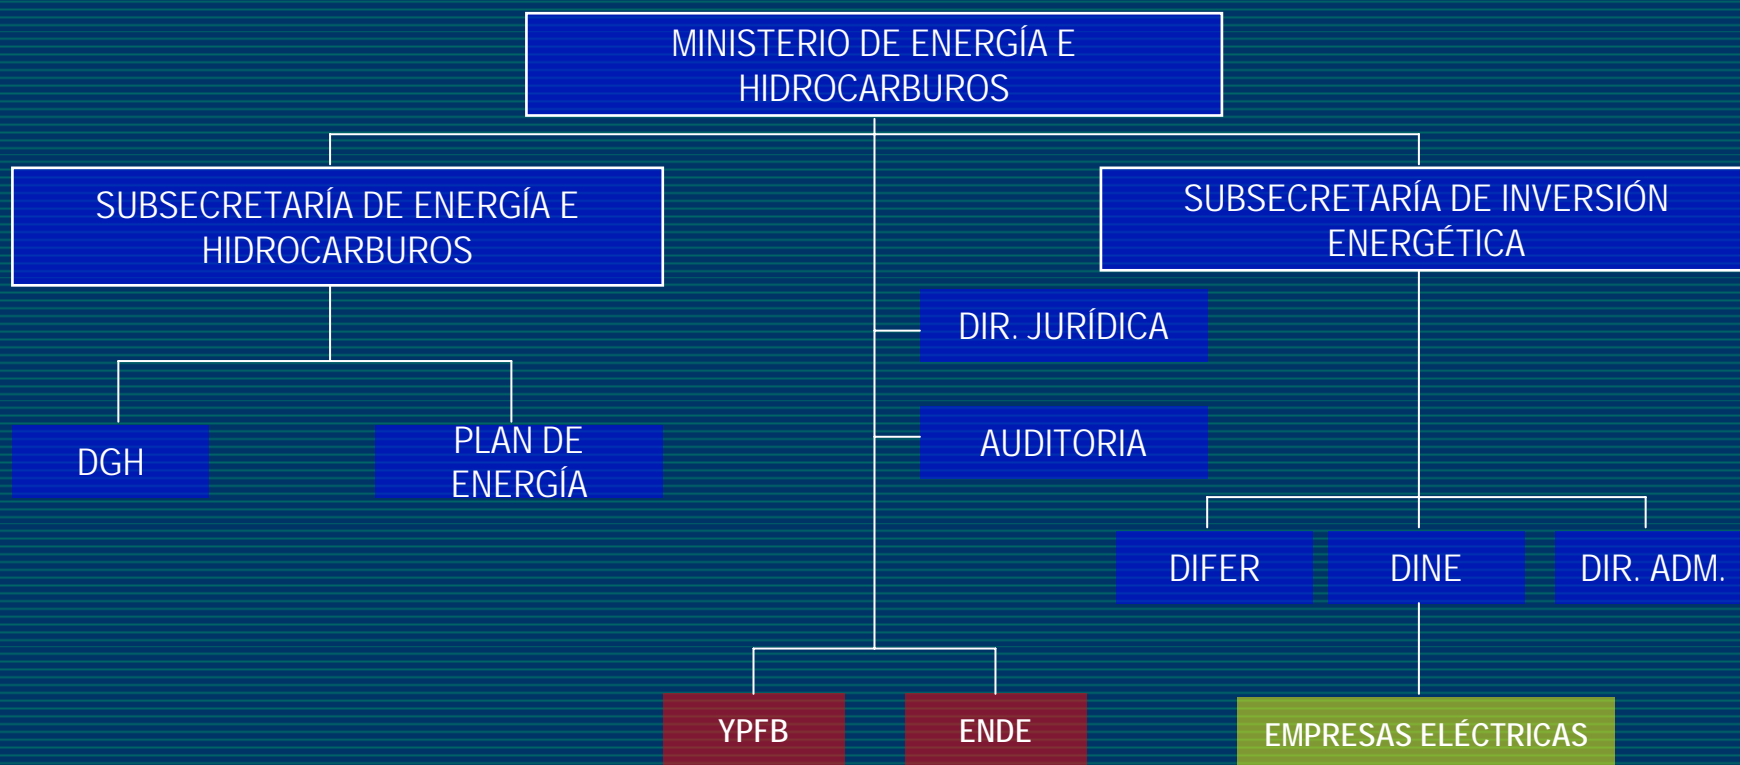 MINISTERIO DE ENERGÍA E
HIDROCARBUROS
SUBSECRETARÍA DE ENERGÍA E
HIDROCARBUROS
SUBSECRETARÍA DE INVERSIÓN
ENERGÉTICA
DIR. JURÍDICA
AUDITORIA
DGH
PLAN DE
ENERGÍA
DIFER
DINE
DIR. ADM.
YPFB
ENDE
EMPRESAS ELÉCTRICAS